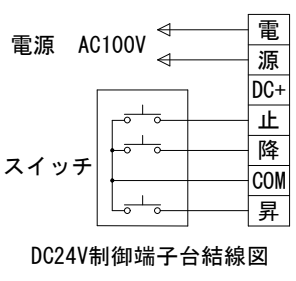 電源 AC100V
電
源
DC+
止
降
COM
昇
スイッチ
DC24V制御端子台結線図